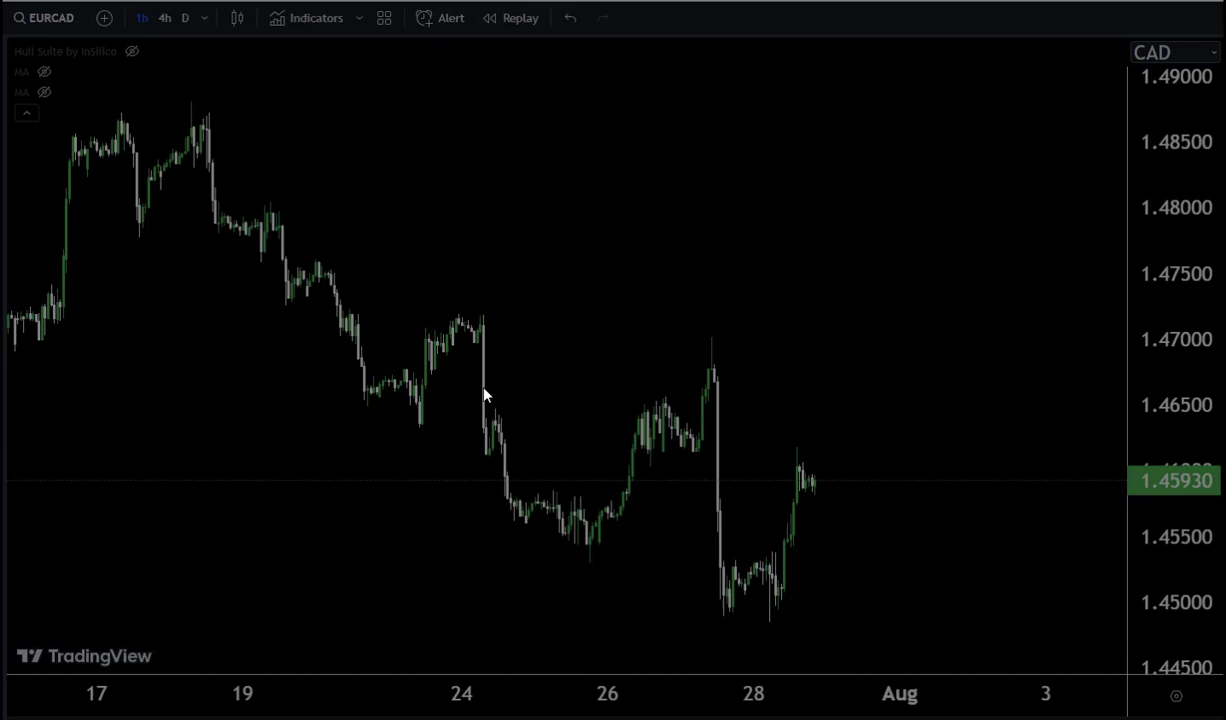 EURCAD 1h 4h D Indicators Alert Replay
Hull Suite by InSilico
MA
MA
CAD
1.49000
1.48500
1.48000
1.47500
1.47000
1.46500
1.45930
1.45500
1.45000
1.44500
TradingView
17 19 24 26 28 Aug 3